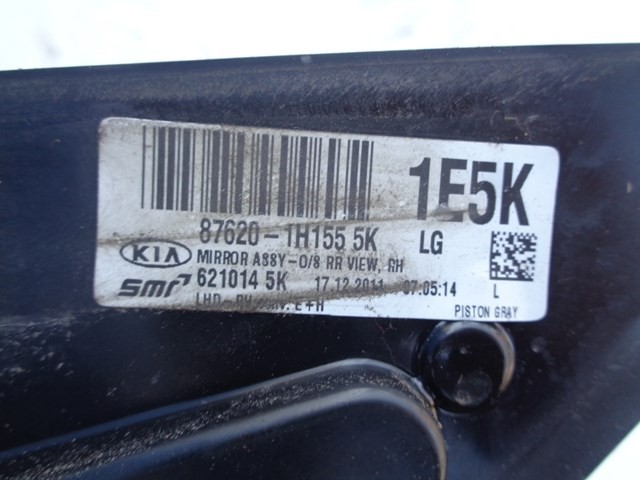 1E5K
87620-1H155 5K LG
KIA MIRROR ASSY-O/S RR VIEW, RH
smr 621014 5K 17.12.2011 07:05:14 L
LHD- E+H PISTON GRAY